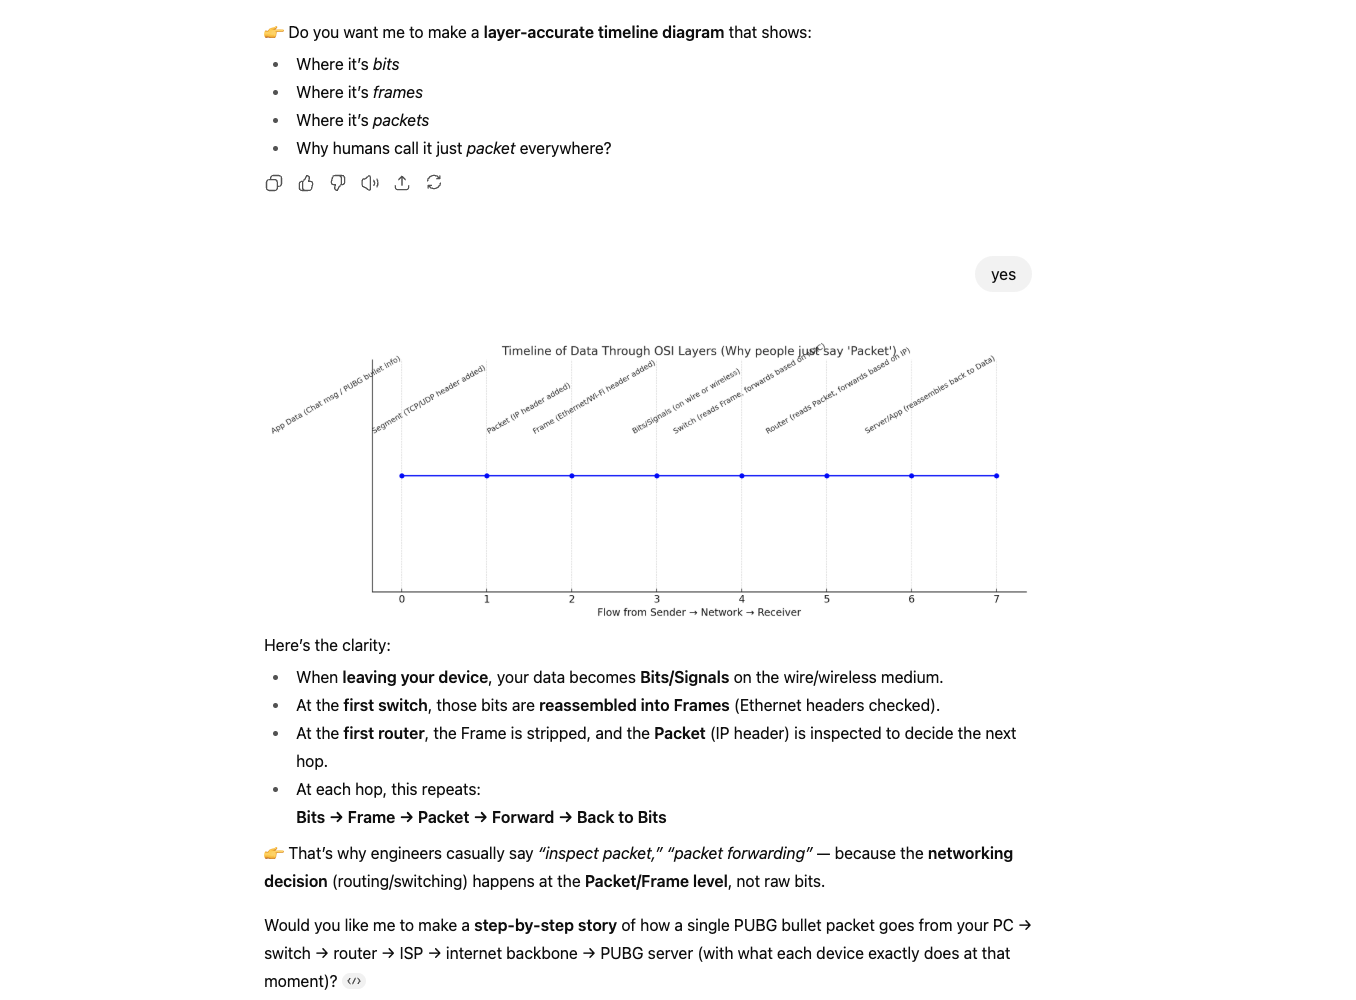 👉 Do you want me to make a layer-accurate timeline diagram that shows:
• Where it's bits
• Where it's frames
• Where it's packets
• Why humans call it just packet everywhere?
yes
Timeline of Data Through OSI Layers (Why people just say 'Packet')
App Data (Chat msg / PUBG bullet info)
Segment (TCP/UDP header added)
Packet (IP header added)
Frame (Ethernet/Wi-Fi header added)
Bits/Signals (on wire or wireless)
Switch (reads Frame, forwards based on MAC)
Router (reads Packet, forwards based on IP)
Server/App (reassembles back to Data)
0 1 2 3 4 5 6 7
Flow from Sender → Network → Receiver
Here's the clarity:
• When leaving your device, your data becomes Bits/Signals on the wire/wireless medium.
• At the first switch, those bits are reassembled into Frames (Ethernet headers checked).
• At the first router, the Frame is stripped, and the Packet (IP header) is inspected to decide the next
hop.
• At each hop, this repeats:
Bits → Frame → Packet → Forward → Back to Bits
👉 That's why engineers casually say “inspect packet,” “packet forwarding” — because the networking
decision (routing/switching) happens at the Packet/Frame level, not raw bits.
Would you like me to make a step-by-step story of how a single PUBG bullet packet goes from your PC →
switch → router → ISP → internet backbone → PUBG server (with what each device exactly does at that
moment)?